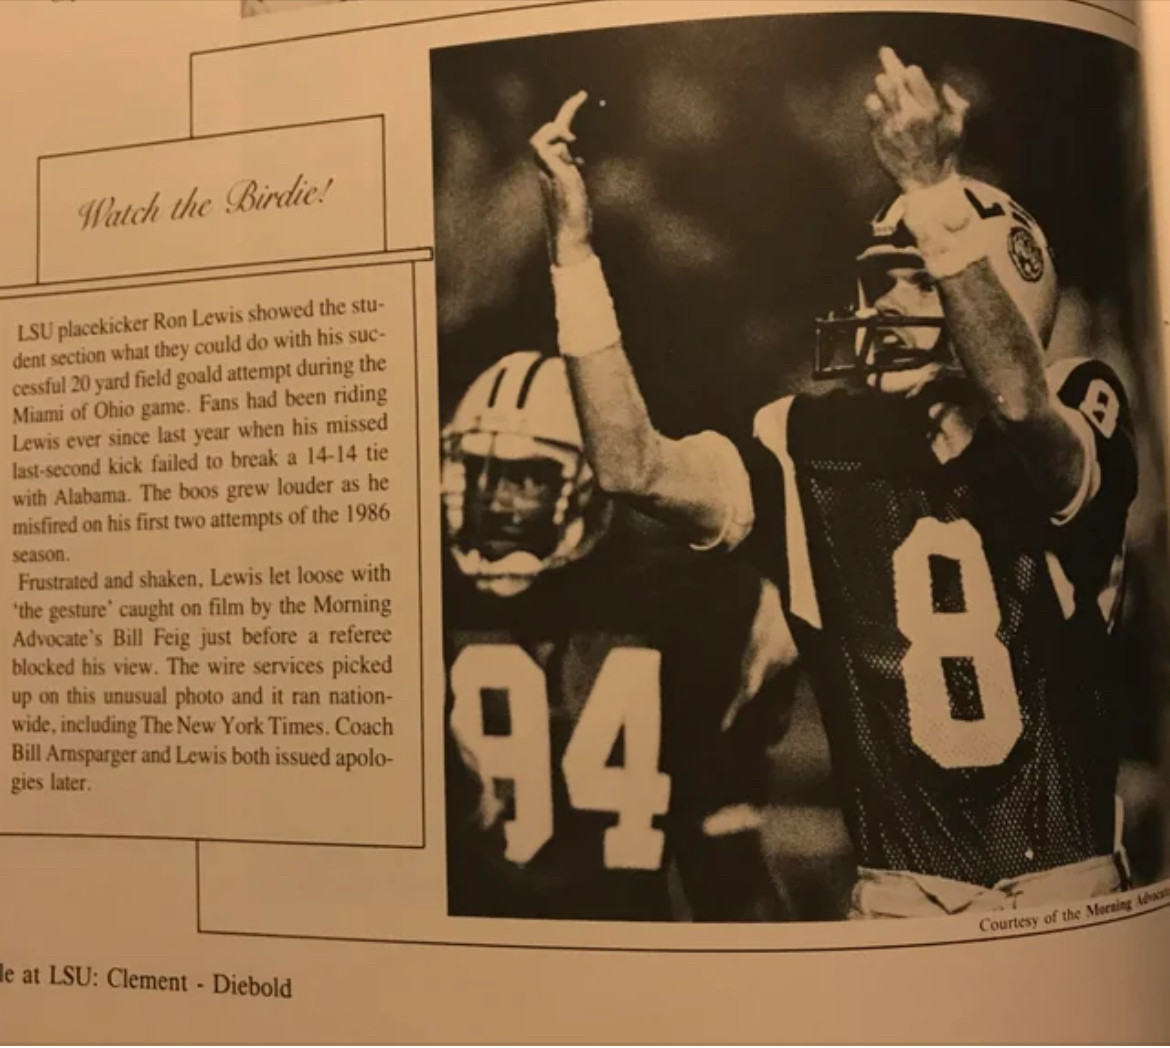 Watch the Birdie!
LSU placekicker Ron Lewis showed the stu-
dent section what they could do with his suc-
cessful 20 yard field goald attempt during the
Miami of Ohio game. Fans had been riding
Lewis ever since last year when his missed
last-second kick failed to break a 14-14 tie
with Alabama. The boos grew louder as he
misfired on his first two attempts of the 1986
season.
Frustrated and shaken, Lewis let loose with
'the gesture' caught on film by the Morning
Advocate's Bill Feig just before a referee
blocked his view. The wire services picked
up on this unusual photo and it ran nation-
wide, including The New York Times. Coach
Bill Arnsparger and Lewis both issued apolo-
gies later.
LS
8
8
94
Courtesy of the Morning Advocate
le at LSU: Clement - Diebold